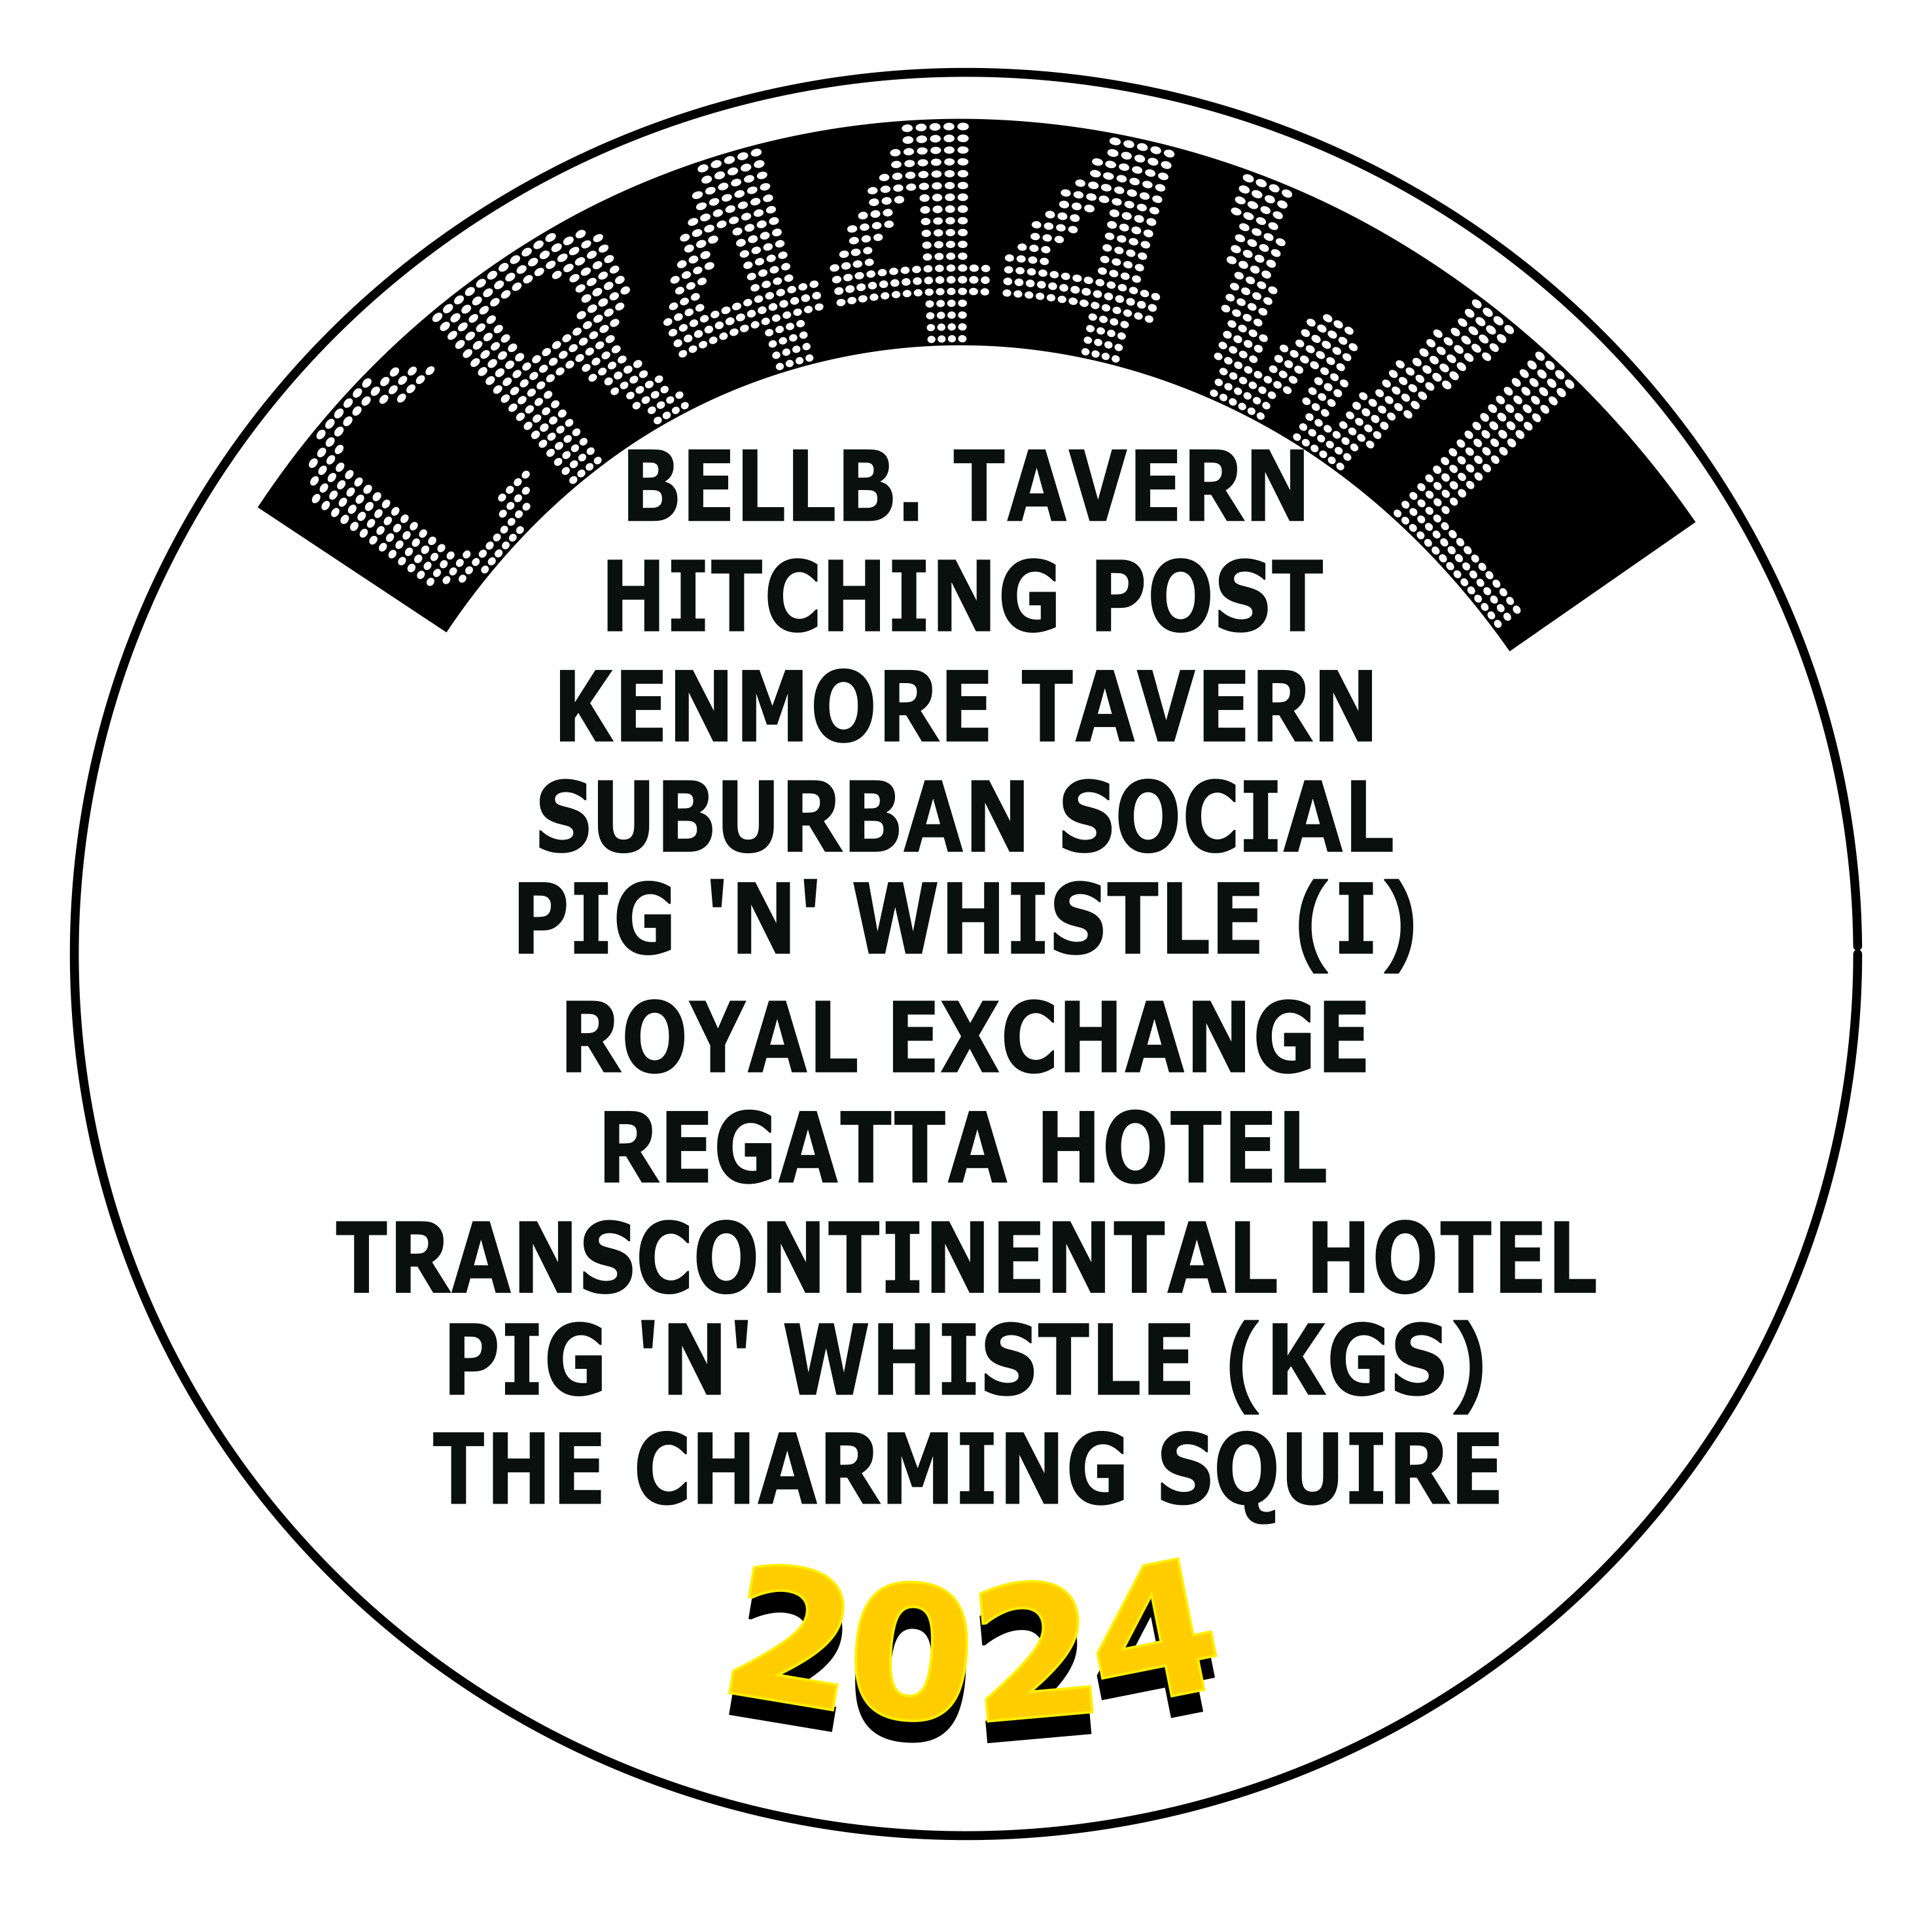 CR444WL
BELLB. TAVERN
HITCHING POST
KENMORE TAVERN
SUBURBAN SOCIAL
PIG 'N' WHISTLE (I)
ROYAL EXCHANGE
REGATTA HOTEL
TRANSCONTINENTAL HOTEL
PIG 'N' WHISTLE (KGS)
THE CHARMING SQUIRE
2024